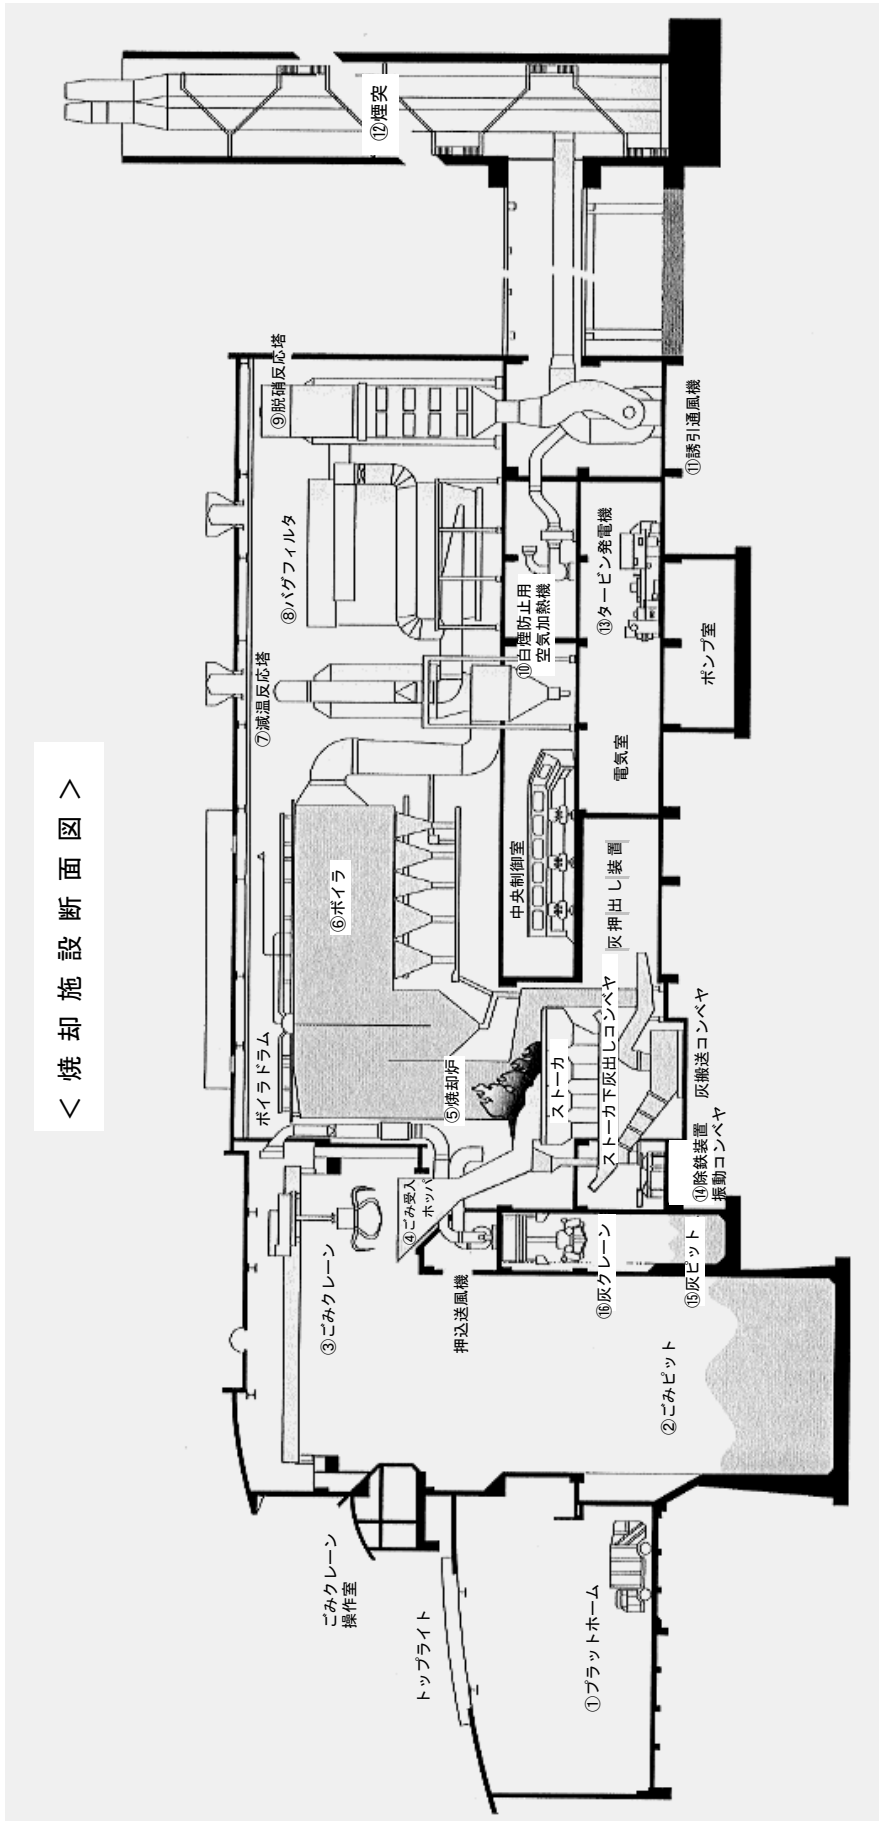 ＜焼却施設断面図＞
①プラットホーム
トップライト
ごみクレーン
操作室
②ごみピット
③ごみクレーン
押込送風機
④ごみ受入
ホッパ
⑯灰クレーン
⑮灰ピット
⑭除鉄装置
振動コンベヤ
灰搬送コンベヤ
ボイラドラム
⑤焼却炉
ストーカ
ストーカ下灰出しコンベヤ
灰押出し装置
⑥ボイラ
中央制御室
電気室
⑦減温反応塔
⑧バグフィルタ
⑩白煙防止用
空気加熱機
⑬タービン発電機
ポンプ室
⑨脱硝反応塔
⑪誘引通風機
⑫煙突